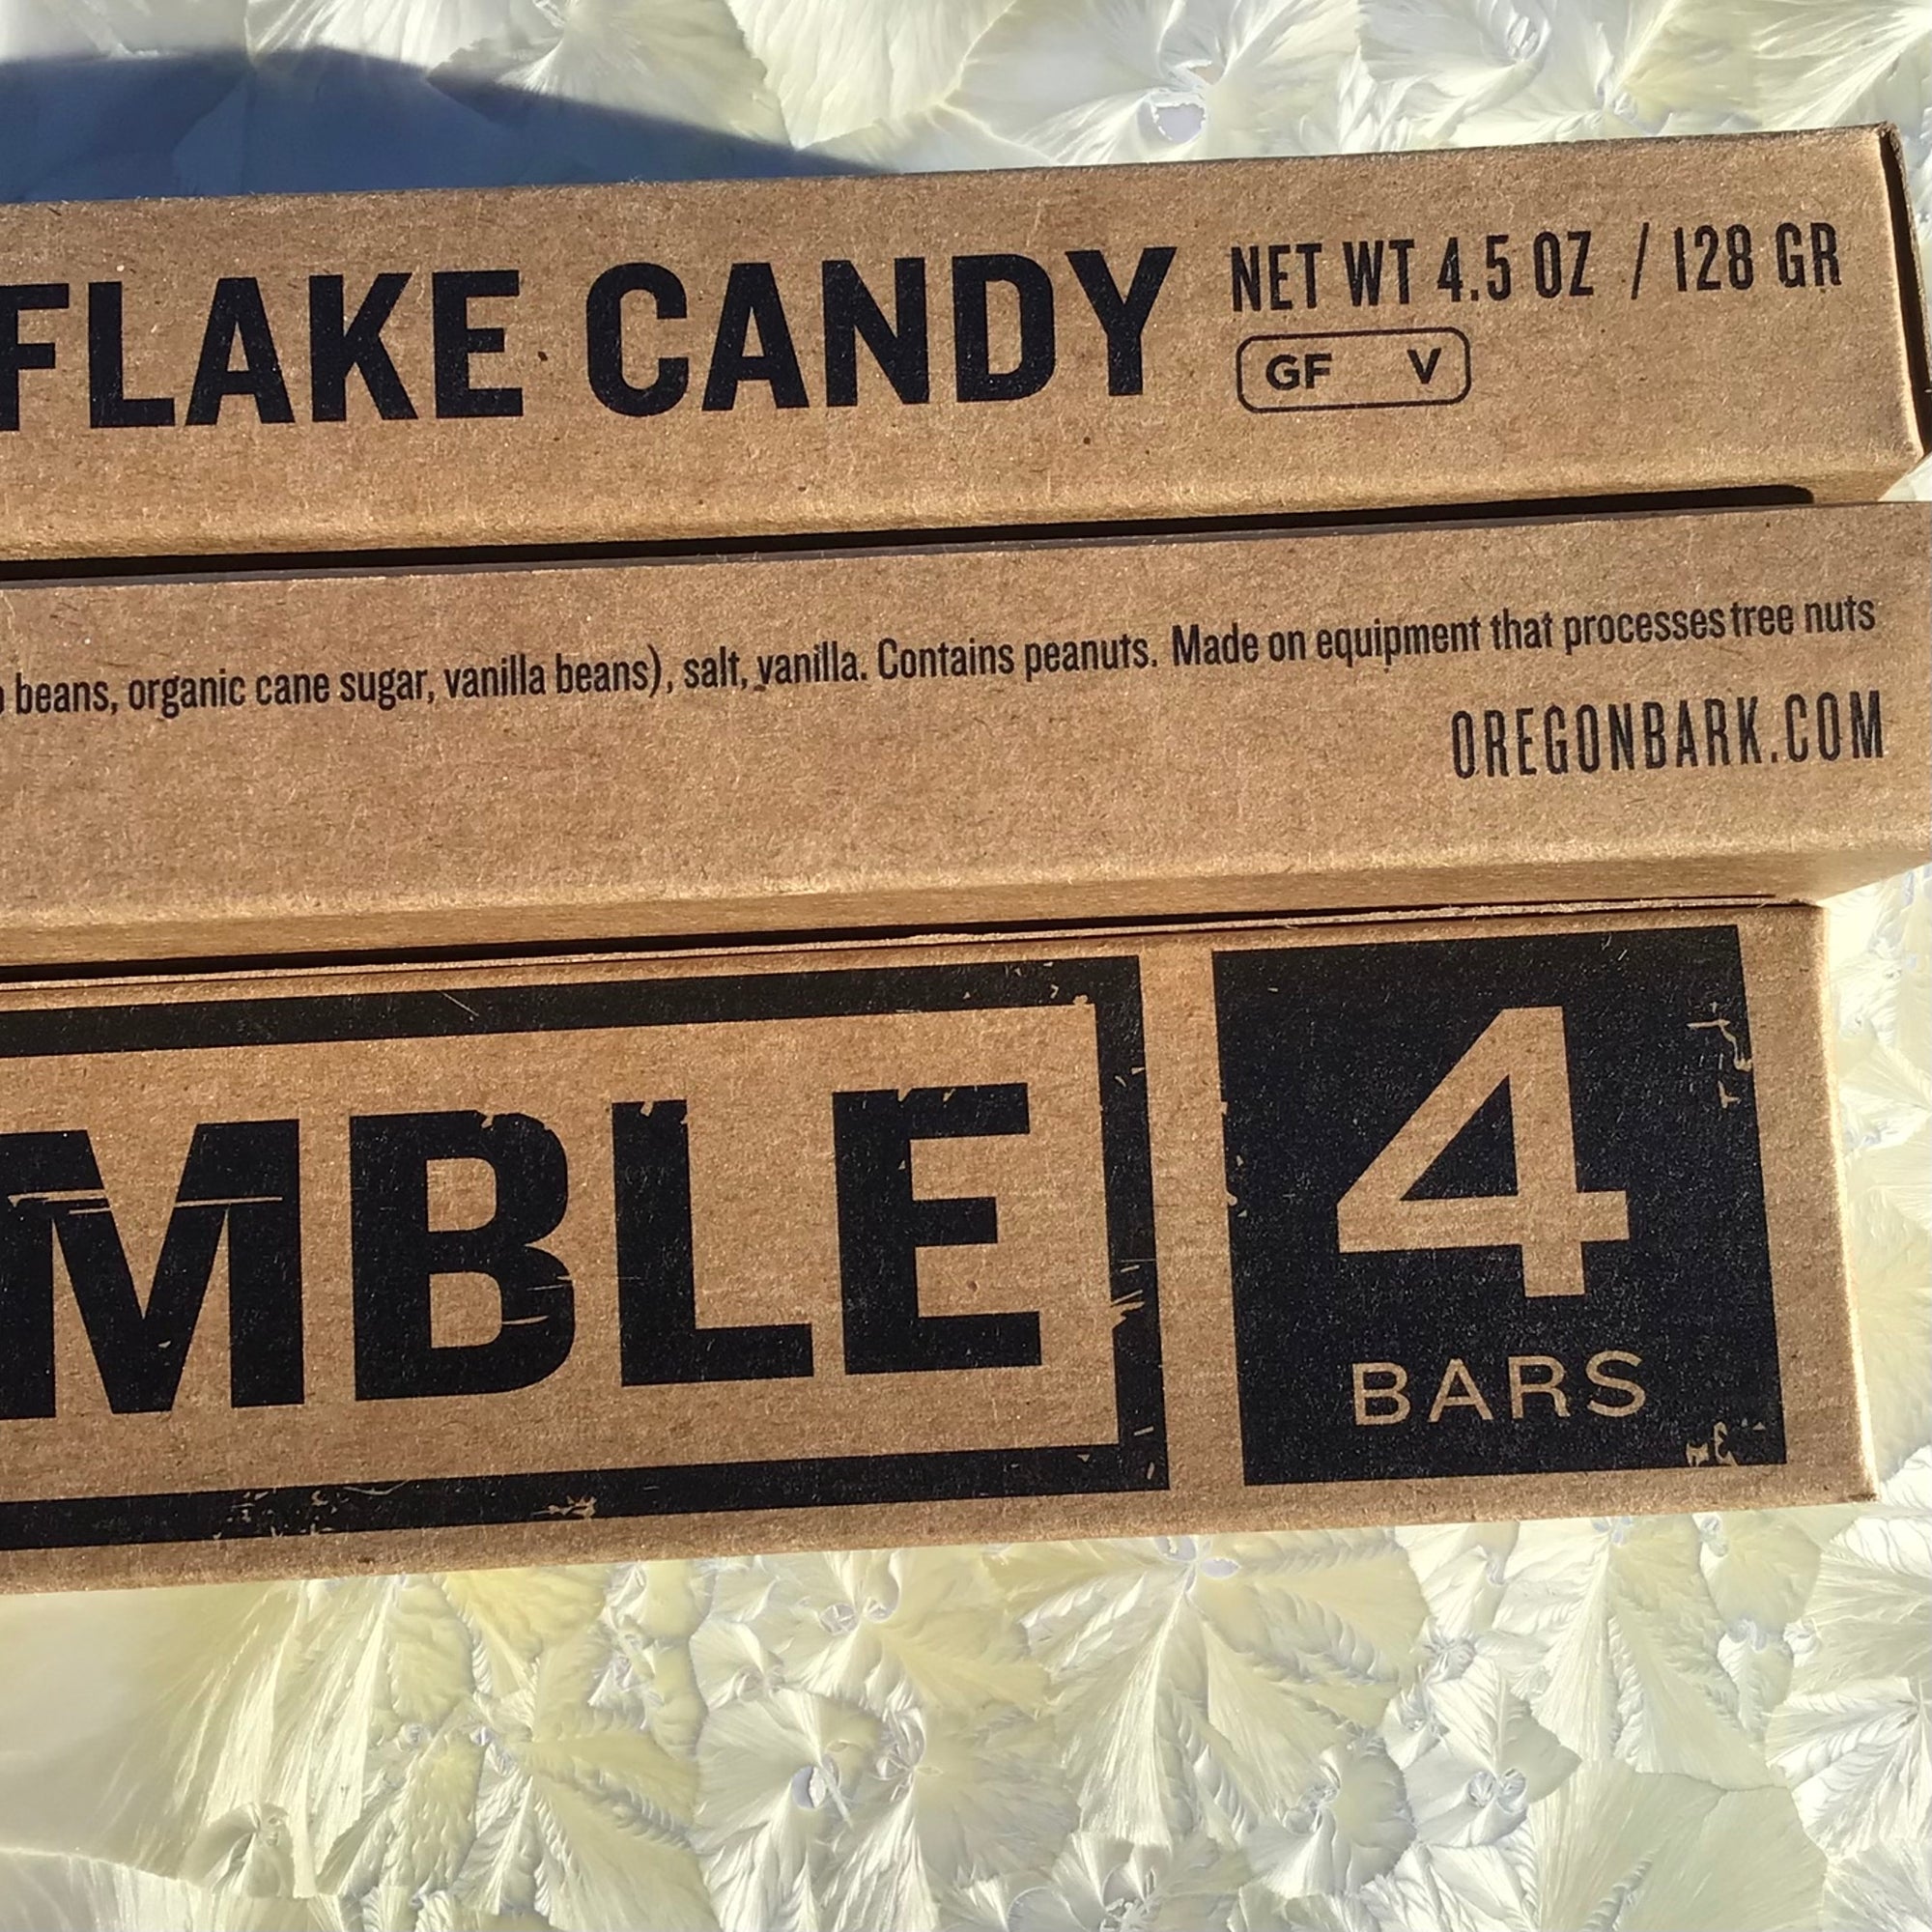 FLAKE CANDY
NET WT 4.5 OZ / 128 GR
GF V
beans, organic cane sugar, vanilla beans), salt, vanilla. Contains peanuts. Made on equipment that processes tree nuts
OREGONBARK.COM
MBLE
4
BARS